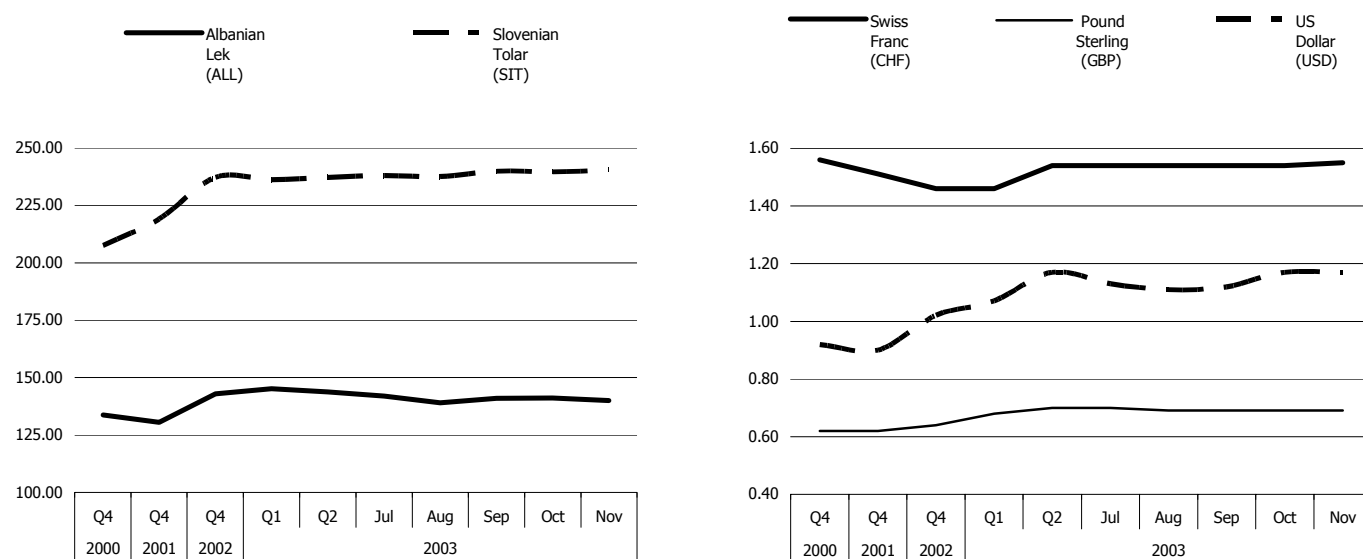 Albanian
Lek
(ALL)
Slovenian
Tolar
(SIT)
250.00
225.00
200.00
175.00
150.00
125.00
100.00
Q4 Q4 Q4 Q1 Q2 Jul Aug Sep Oct Nov
2000 2001 2002 2003
Swiss
Franc
(CHF)
Pound
Sterling
(GBP)
US
Dollar
(USD)
1.60
1.40
1.20
1.00
0.80
0.60
0.40
Q4 Q4 Q4 Q1 Q2 Jul Aug Sep Oct Nov
2000 2001 2002 2003